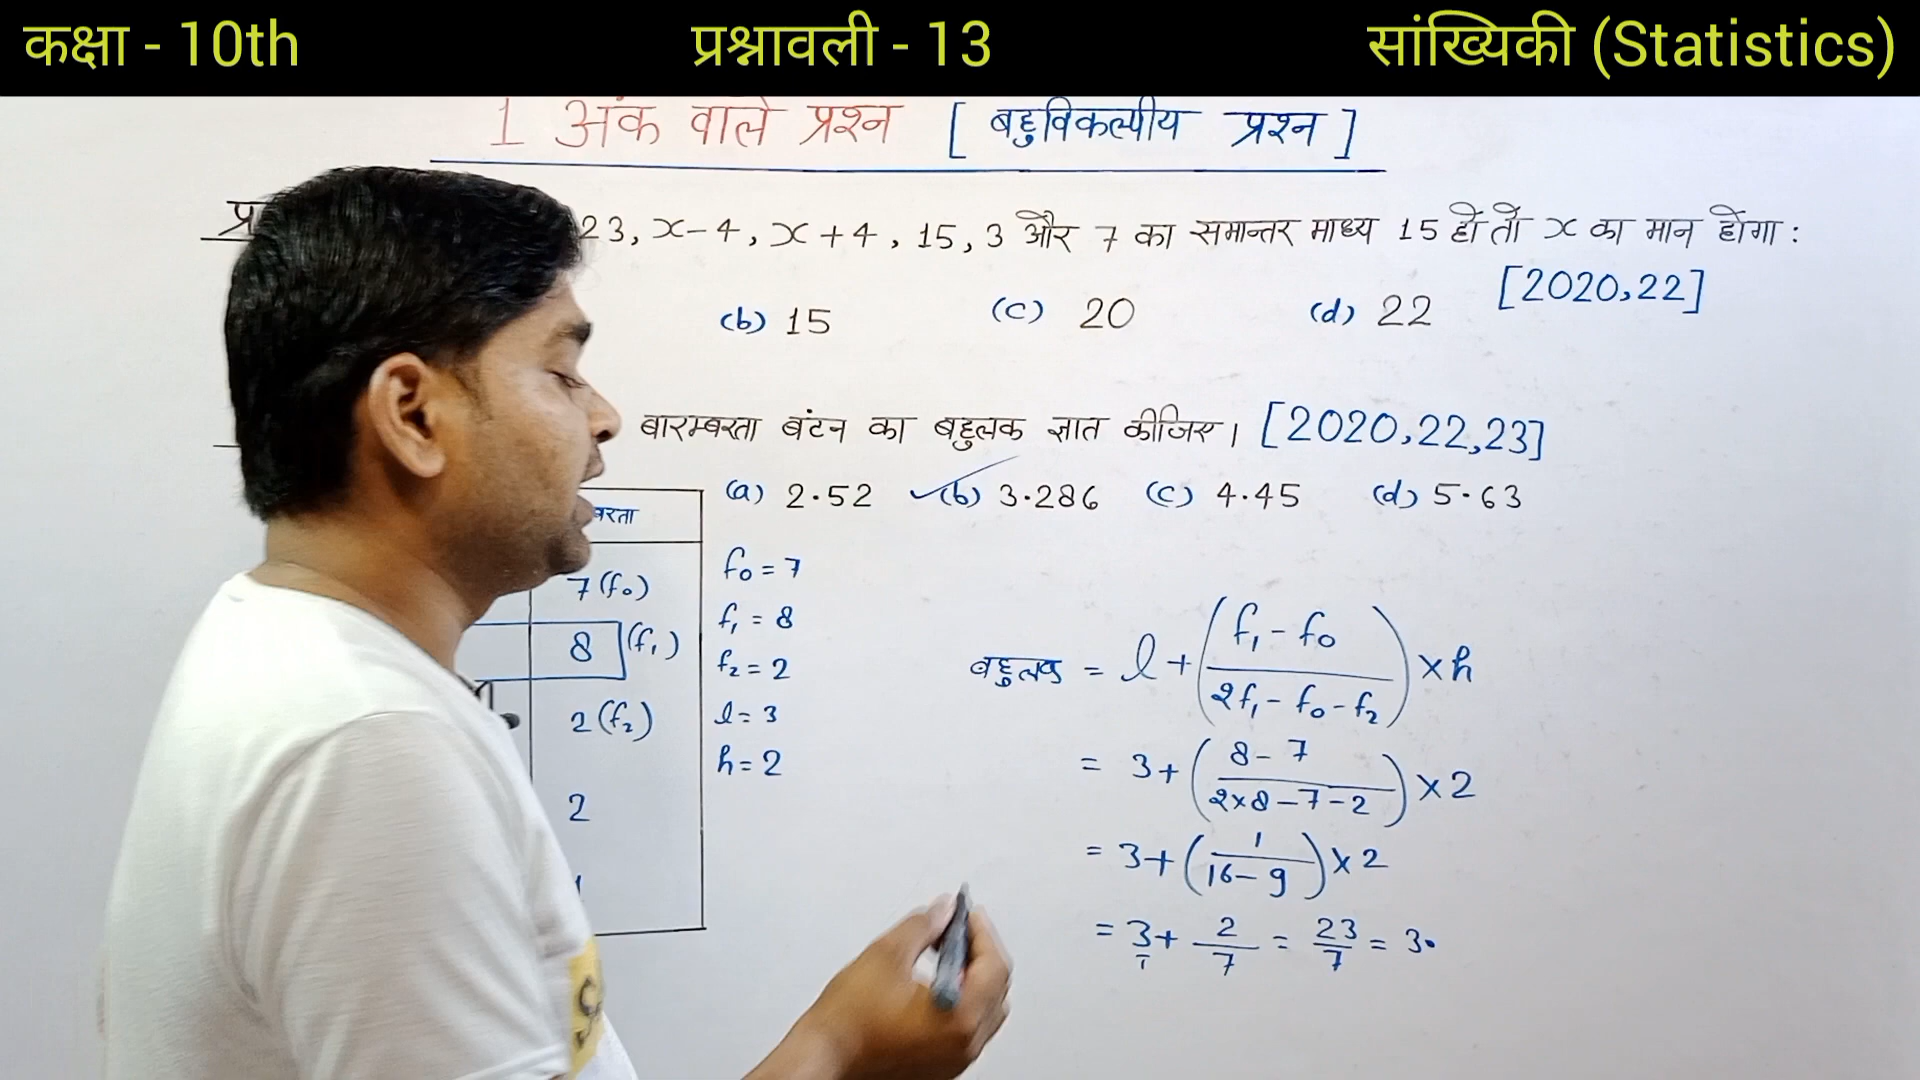 कक्षा - 10th प्रश्नावली - 13 सांख्यिकी (Statistics)
1 अंक वाले प्रश्न [ बहुविकल्पीय प्रश्न ]
प्र 23, x-4, x+4, 15, 3 और 7 का समान्तर माध्य 15 हो तो x का मान होगा :
[2020,22]
(b) 15 (c) 20 (d) 22
बारम्बरता बंटन का बहुलक ज्ञात कीजिए। [2020,22,23]
(a) 2.52 (b) 3.286 (c) 4.45 (d) 5.63
7 (f₀)
8 (f₁)
2 (f₂)
2
f₀ = 7
f₁ = 8
f₂ = 2
l = 3
h = 2
बहुलक = l + ( f₁ - f₀ / 2f₁ - f₀ - f₂ ) × h
= 3 + ( 8 - 7 / 2×8 - 7 - 2 ) × 2
= 3 + ( 1 / 16 - 9 ) × 2
= 3/1 + 2/7 = 23/7 = 3.